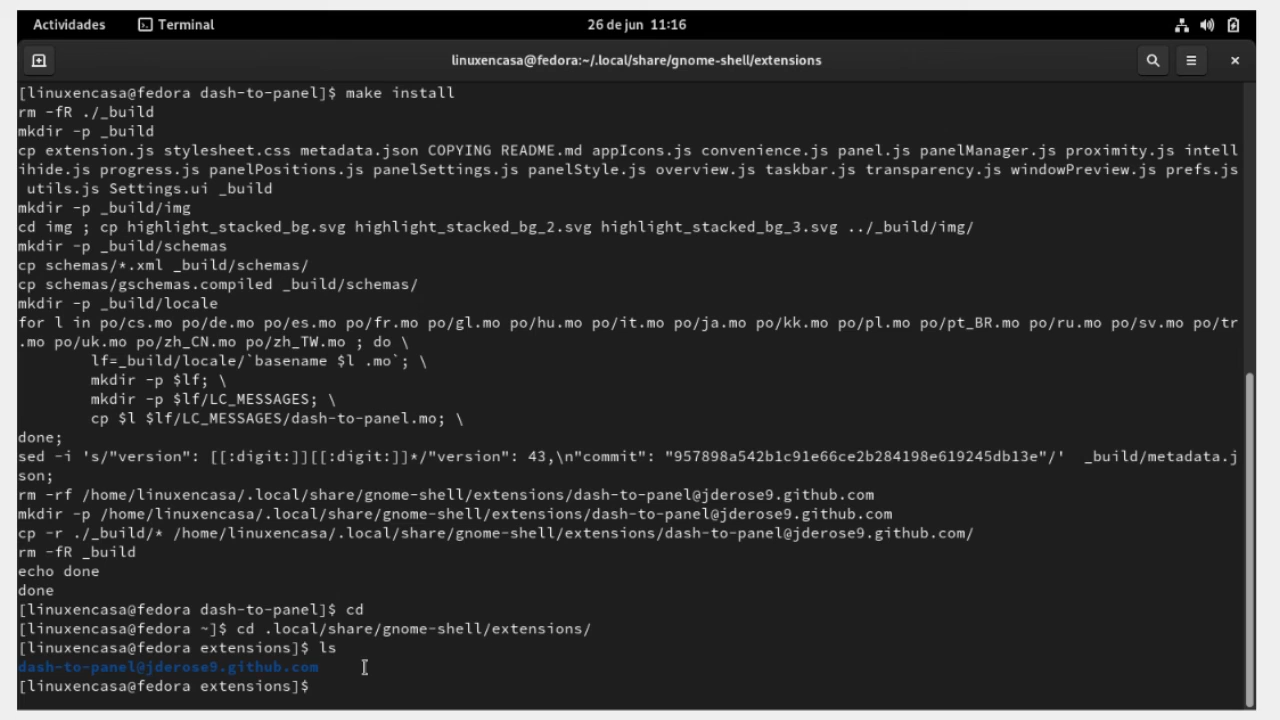 Actividades
Terminal
26 de jun 11:16
linuxencasa@fedora:~/.local/share/gnome-shell/extensions
[linuxencasa@fedora dash-to-panel]$ make install
rm -fR ./_build
mkdir -p _build
cp extension.js stylesheet.css metadata.json COPYING README.md appIcons.js convenience.js panel.js panelManager.js proximity.js intell
ihide.js progress.js panelPositions.js panelSettings.js panelStyle.js overview.js taskbar.js transparency.js windowPreview.js prefs.js
 utils.js Settings.ui _build
mkdir -p _build/img
cd img ; cp highlight_stacked_bg.svg highlight_stacked_bg_2.svg highlight_stacked_bg_3.svg ../_build/img/
mkdir -p _build/schemas
cp schemas/*.xml _build/schemas/
cp schemas/gschemas.compiled _build/schemas/
mkdir -p _build/locale
for l in po/cs.mo po/de.mo po/es.mo po/fr.mo po/gl.mo po/hu.mo po/it.mo po/ja.mo po/kk.mo po/pl.mo po/pt_BR.mo po/ru.mo po/sv.mo po/tr
.mo po/uk.mo po/zh_CN.mo po/zh_TW.mo ; do \
        lf=_build/locale/`basename $l .mo`; \
        mkdir -p $lf; \
        mkdir -p $lf/LC_MESSAGES; \
        cp $l $lf/LC_MESSAGES/dash-to-panel.mo; \
done;
sed -i 's/"version": [[:digit:]][[:digit:]]*/"version": 43,\n"commit": "957898a542b1c91e66ce2b284198e619245db13e"/'  _build/metadata.j
son;
rm -rf /home/linuxencasa/.local/share/gnome-shell/extensions/dash-to-panel@jderose9.github.com
mkdir -p /home/linuxencasa/.local/share/gnome-shell/extensions/dash-to-panel@jderose9.github.com
cp -r ./_build/* /home/linuxencasa/.local/share/gnome-shell/extensions/dash-to-panel@jderose9.github.com/
rm -fR _build
echo done
done
[linuxencasa@fedora dash-to-panel]$ cd
[linuxencasa@fedora ~]$ cd .local/share/gnome-shell/extensions/
[linuxencasa@fedora extensions]$ ls
dash-to-panel@jderose9.github.com
[linuxencasa@fedora extensions]$